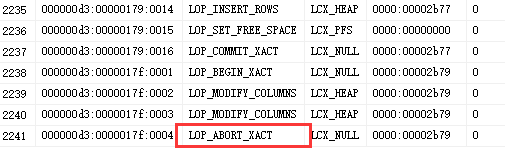 2235 000000d3:00000179:0014 LOP_INSERT_ROWS LCX_HEAP 0000:00002b77 0
2236 000000d3:00000179:0015 LOP_SET_FREE_SPACE LCX_PFS 0000:00000000 0
2237 000000d3:00000179:0016 LOP_COMMIT_XACT LCX_NULL 0000:00002b77 0
2238 000000d3:0000017f:0001 LOP_BEGIN_XACT LCX_NULL 0000:00002b79 0
2239 000000d3:0000017f:0002 LOP_MODIFY_COLUMNS LCX_HEAP 0000:00002b79 0
2240 000000d3:0000017f:0003 LOP_MODIFY_COLUMNS LCX_HEAP 0000:00002b79 0
2241 000000d3:0000017f:0004 LOP_ABORT_XACT LCX_NULL 0000:00002b79 0